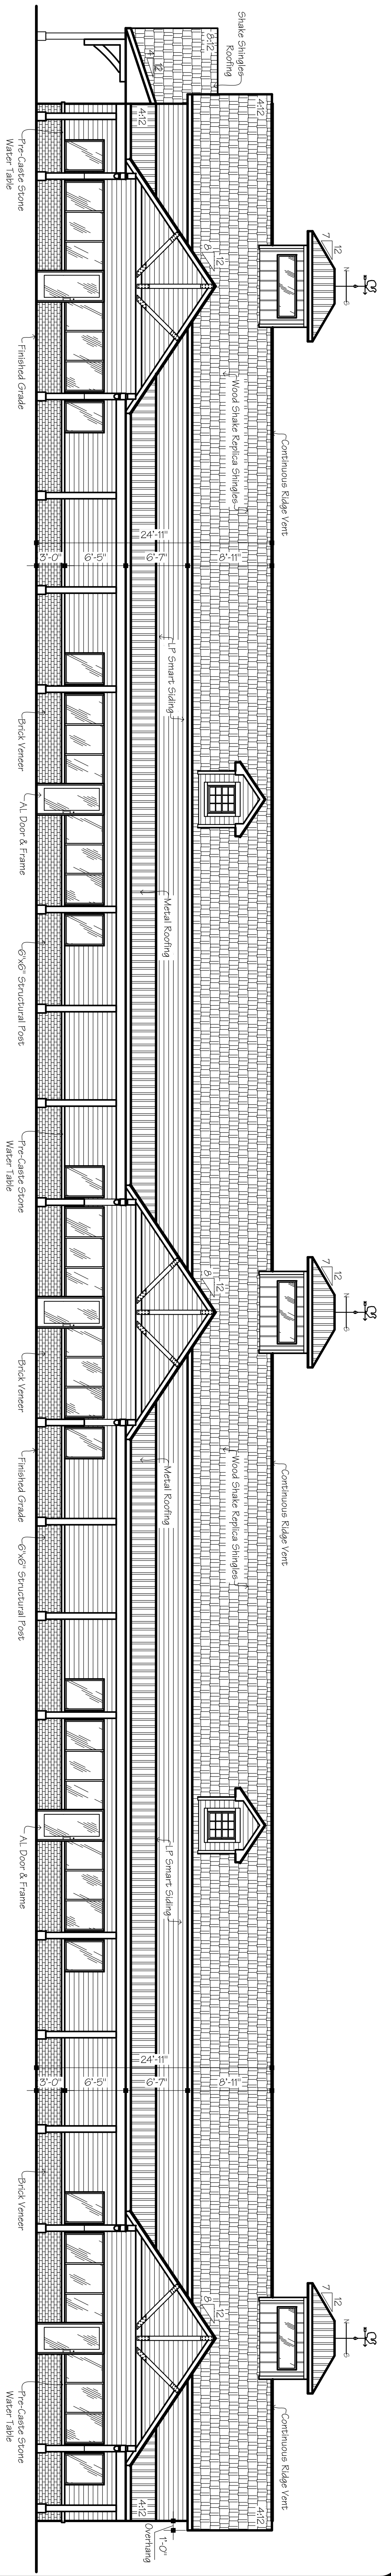 Shake Shingles
Roofing
8:12
4:12
4:12
4:12
Pre-Caste Stone
Water Table
7
12
8
12
Finished Grade
Wood Shake Replica Shingles
Continuous Ridge Vent
24'-11"
3'-0"
6'-5"
6'-7"
8'-11"
LP Smart Siding
Brick Veneer
AL Door & Frame
Metal Roofing
6"x6" Structural Post
Pre-Caste Stone
Water Table
7
12
8
12
Brick Veneer
Finished Grade
Metal Roofing
Wood Shake Replica Shingles
Continuous Ridge Vent
6"x6" Structural Post
AL Door & Frame
LP Smart Siding
24'-11"
3'-0"
6'-5"
6'-7"
8'-11"
Brick Veneer
7
12
8
12
Pre-Caste Stone
Water Table
Continuous Ridge Vent
4:12
4:12
1'-0"
Overhang